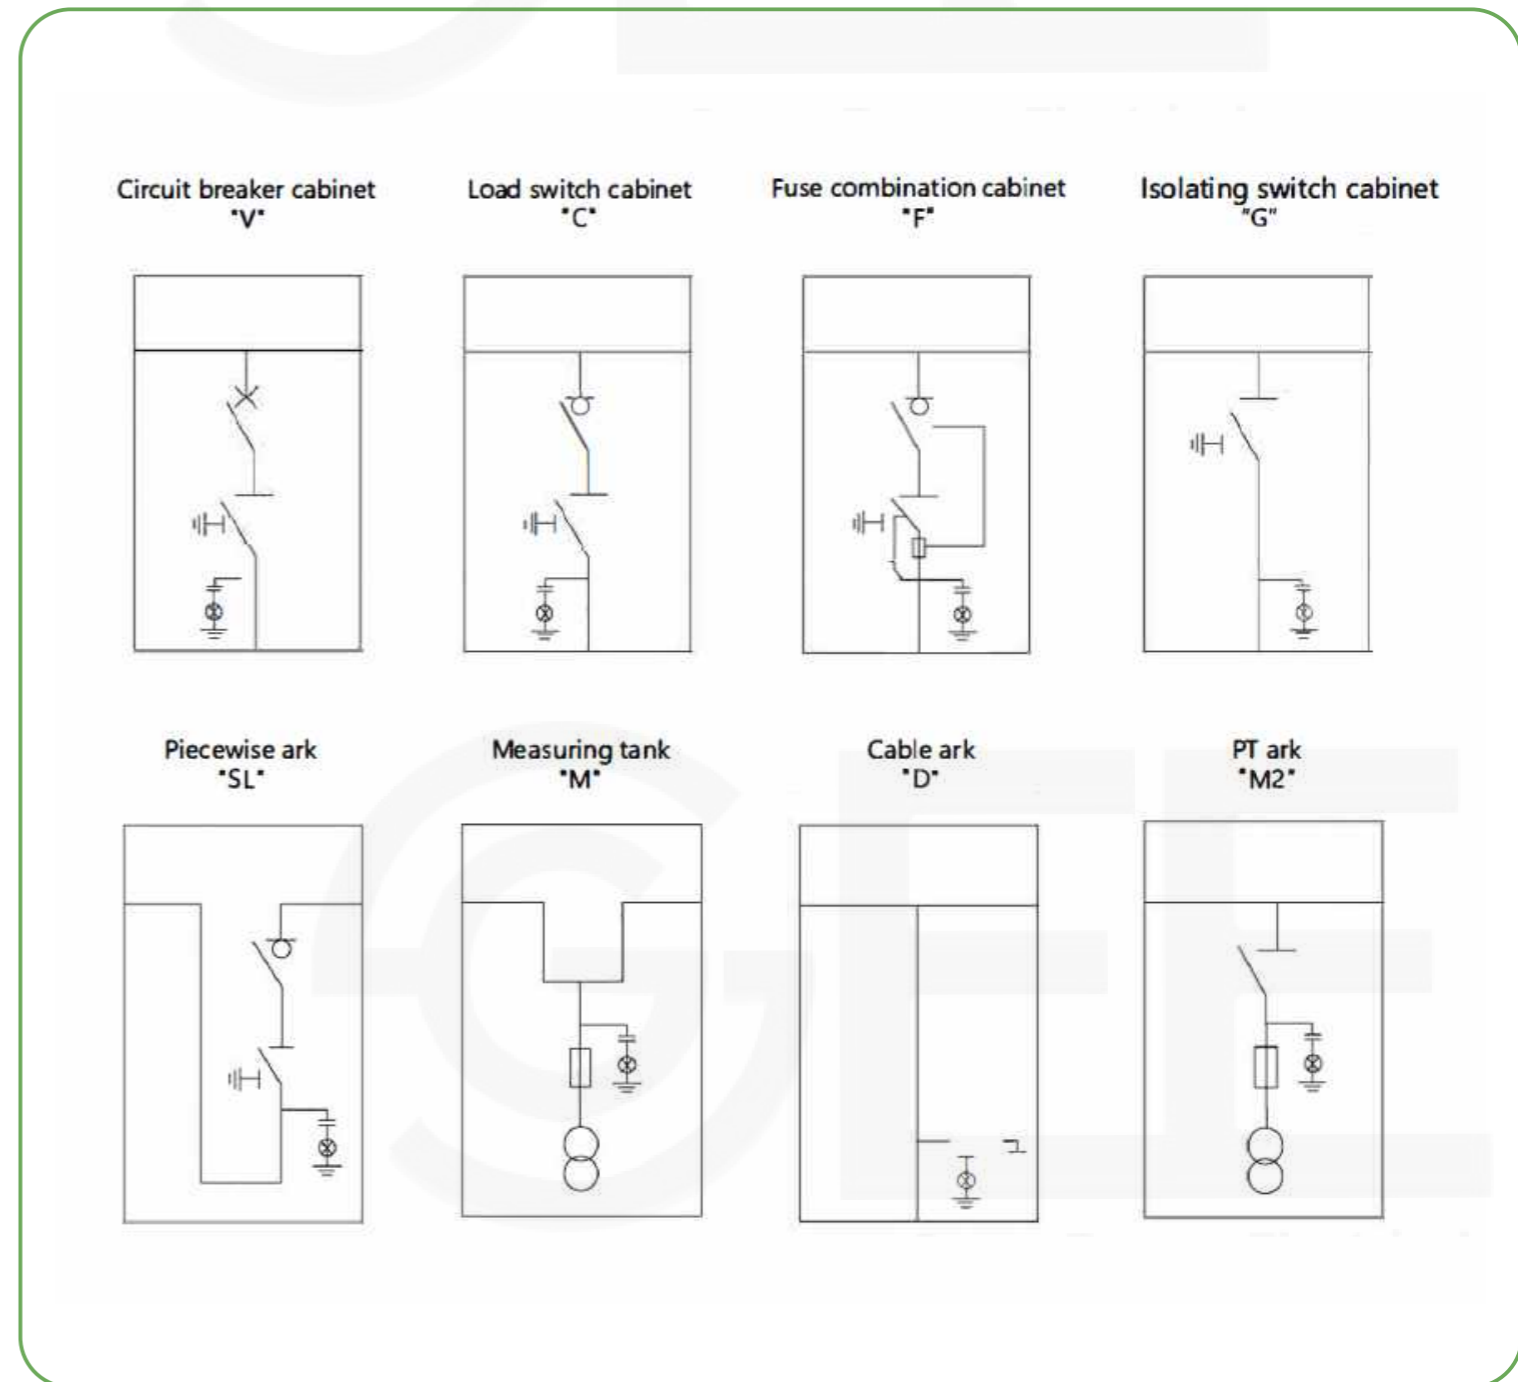 Circuit breaker cabinet
"V"
Load switch cabinet
"C"
Fuse combination cabinet
"F"
Isolating switch cabinet
"G"
Piecewise ark
"SL"
Measuring tank
"M"
Cable ark
"D"
PT ark
"M2"
GEE